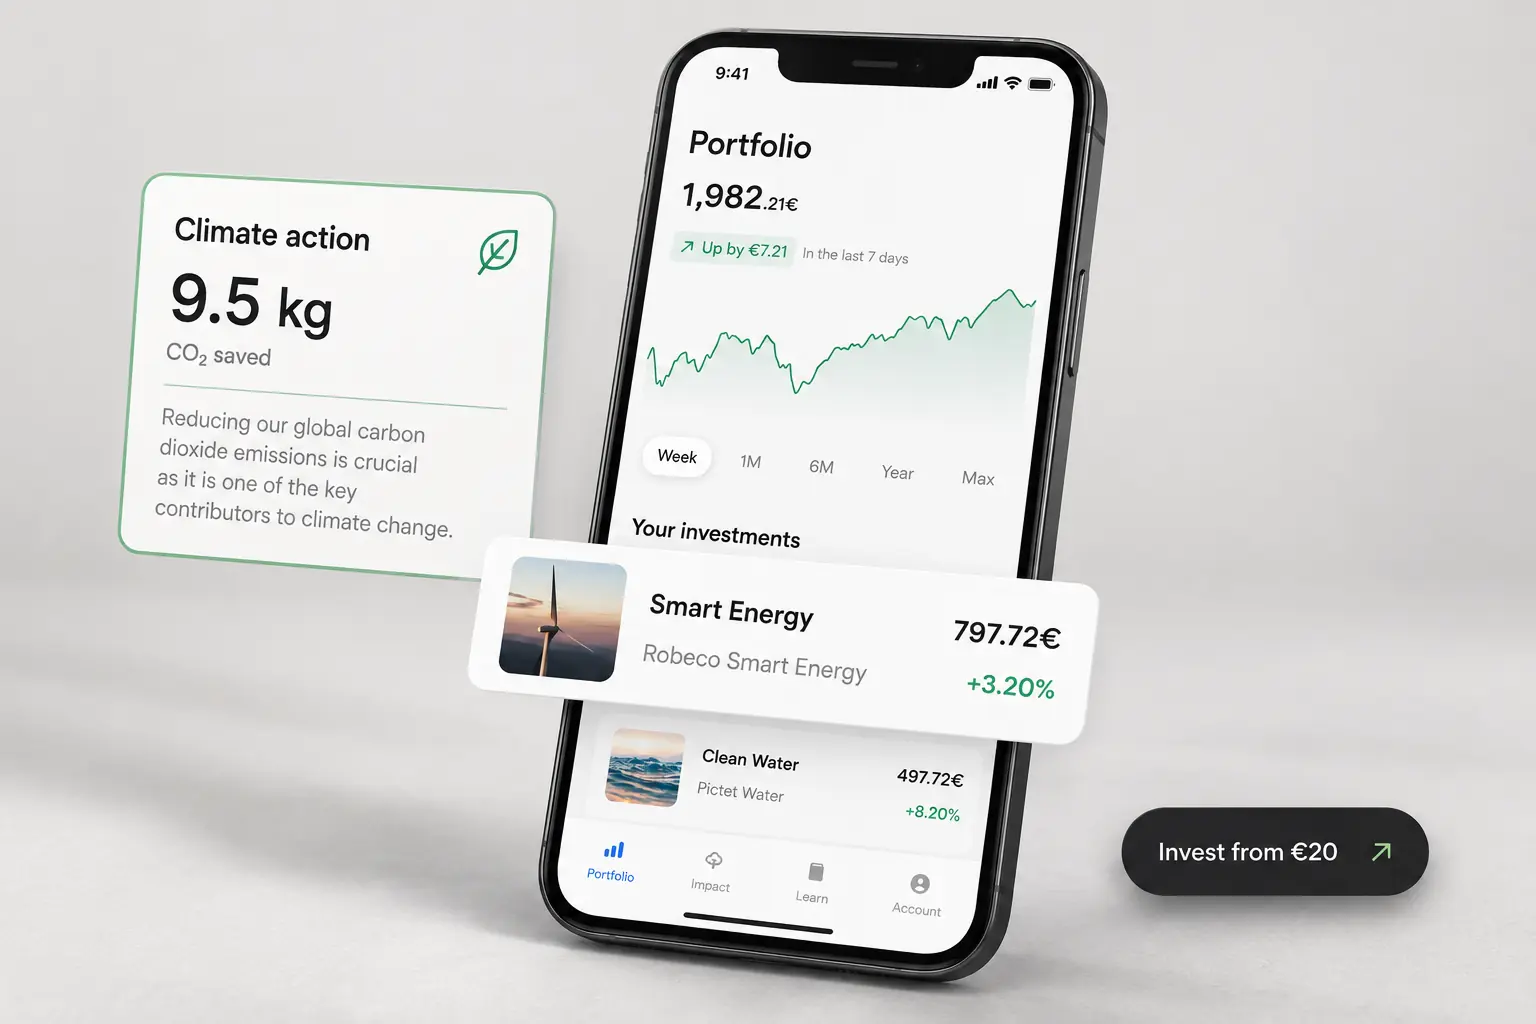 9:41
Portfolio
1,982.21€
Up by €7.21
In the last 7 days
Climate action
9.5 kg
CO₂ saved
Reducing our global carbon
dioxide emissions is crucial
as it is one of the key
contributors to climate change.
Week
1M
6M
Year
Max
Your investments
Smart Energy
797.72€
Robeco Smart Energy
+3.20%
Clean Water
497.72€
Pictet Water
+8.20%
Portfolio
Impact
Learn
Account
Invest from €20